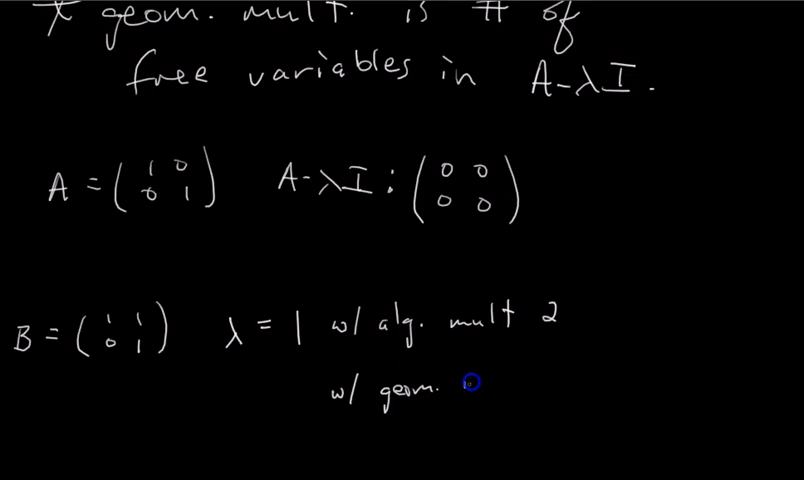 geom. mult. is # of
free variables in A-λI.
A = (1 0
0 1) A-λI : (0 0
0 0)
B = (1 1
0 1) λ = 1 w/ alg. mult 2
w/ geom.